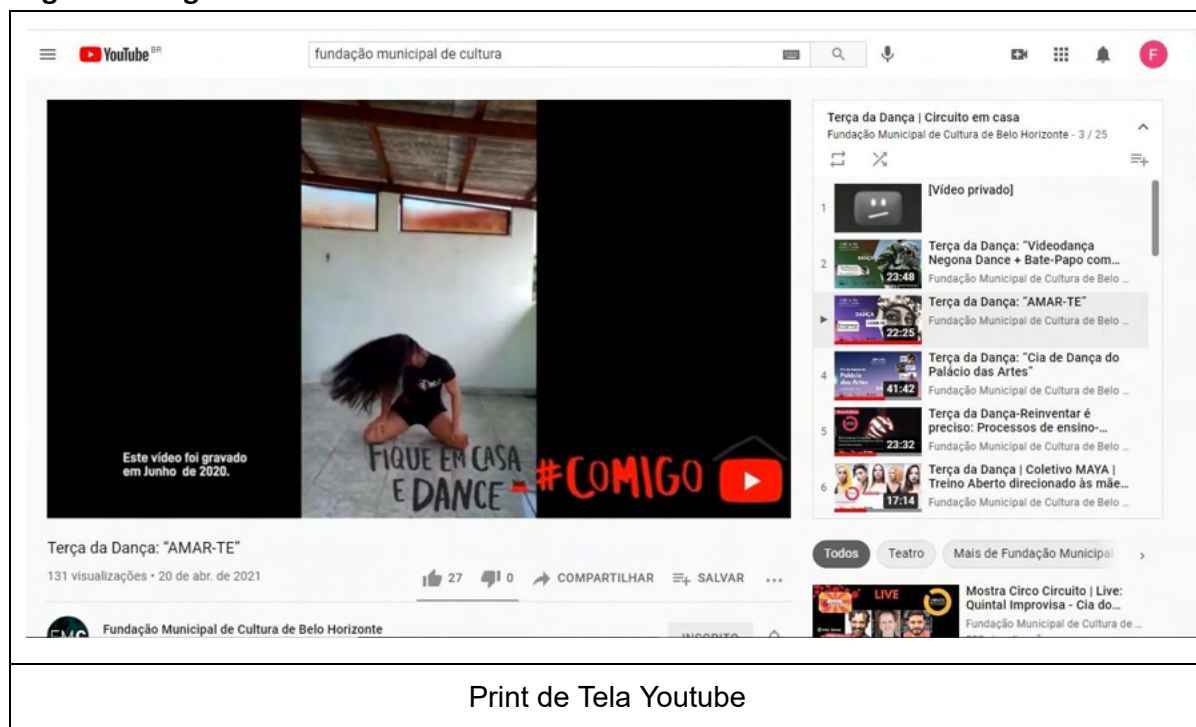 YouTube BR
fundação municipal de cultura
F
Este vídeo foi gravado
em Junho de 2020.
FIQUE EM CASA
E DANCE
#COMIGO
Terça da Dança: "AMAR-TE"
131 visualizações • 20 de abr. de 2021
27
0
COMPARTILHAR
SALVAR
Fundação Municipal de Cultura de Belo Horizonte
Terça da Dança | Circuito em casa
Fundação Municipal de Cultura de Belo Horizonte - 3 / 25
1
[Vídeo privado]
2
23:48
Terça da Dança: "Videodança
Negona Dance + Bate-Papo com...
Fundação Municipal de Cultura de Belo ...
DANÇA
22:25
Terça da Dança: "AMAR-TE"
Fundação Municipal de Cultura de Belo ...
4
Palácio
das Artes
41:42
Terça da Dança: "Cia de Dança do
Palácio das Artes"
Fundação Municipal de Cultura de Belo ...
5
23:32
Terça da Dança-Reinventar é
preciso: Processos de ensino-...
Fundação Municipal de Cultura de Belo ...
6
17:14
Terça da Dança | Coletivo MAYA |
Treino Aberto direcionado às mãe...
Fundação Municipal de Cultura de Belo ...
Todos
Teatro
Mais de Fundação Municipal
LIVE
Mostra Circo Circuito | Live:
Quintal Improvisa - Cia do...
Fundação Municipal de Cultura de ...
Print de Tela Youtube